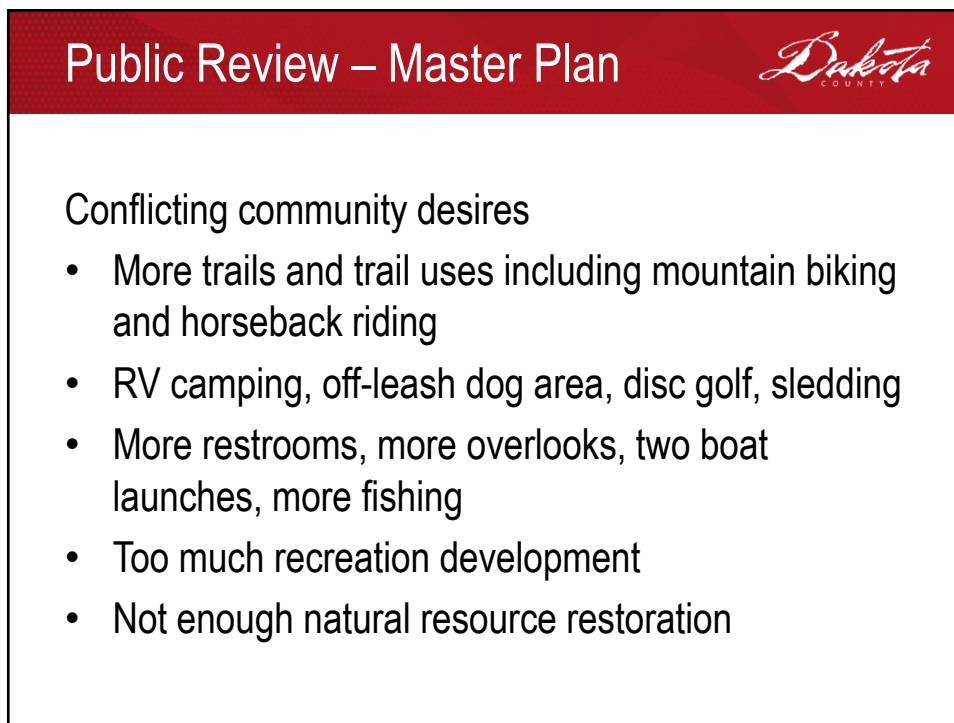 Public Review – Master Plan
Dakota
COUNTY
Conflicting community desires
• More trails and trail uses including mountain biking
and horseback riding
• RV camping, off-leash dog area, disc golf, sledding
• More restrooms, more overlooks, two boat
launches, more fishing
• Too much recreation development
• Not enough natural resource restoration